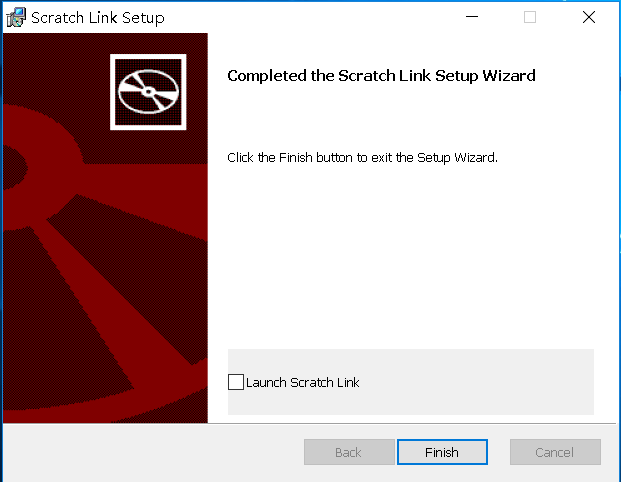 Scratch Link Setup
Completed the Scratch Link Setup Wizard
Click the Finish button to exit the Setup Wizard.
Launch Scratch Link
Back
Finish
Cancel